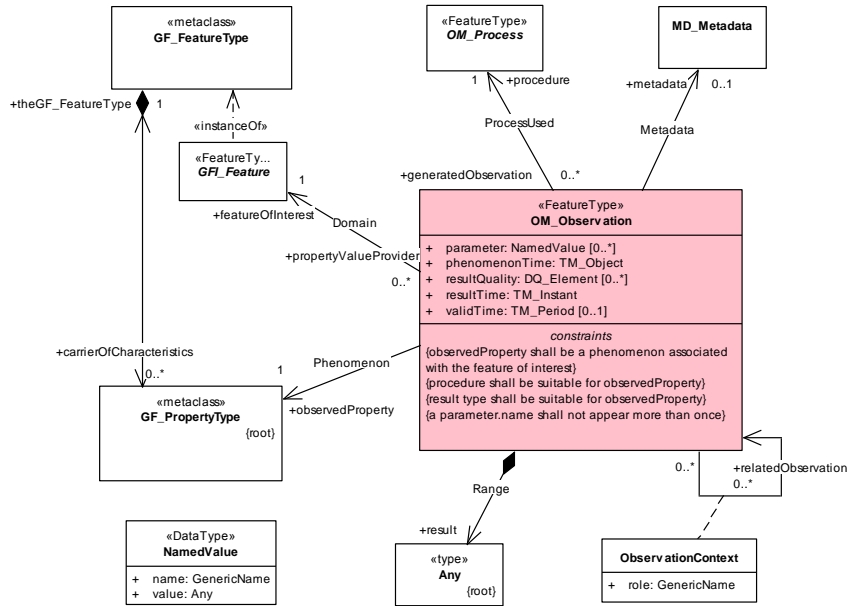 «metaclass»
GF_FeatureType
«FeatureType»
OM_Process
MD_Metadata
+theGF_FeatureType
1
1
+procedure
+metadata
0..1
«instanceOf»
ProcessUsed
Metadata
«FeatureTy...
GFI_Feature
1
+generatedObservation
0..*
+featureOfInterest
Domain
+propertyValueProvider
0..*
«FeatureType»
OM_Observation
+ parameter: NamedValue [0..*]
+ phenomenonTime: TM_Object
+ resultQuality: DQ_Element [0..*]
+ resultTime: TM_Instant
+ validTime: TM_Period [0..1]
constraints
{observedProperty shall be a phenomenon associated
with the feature of interest}
{procedure shall be suitable for observedProperty}
{result type shall be suitable for observedProperty}
{a parameter.name shall not appear more than once}
+carrierOfCharacteristics
0..*
1
Phenomenon
+observedProperty
«metaclass»
GF_PropertyType
{root}
0..*
+relatedObservation
0..*
Range
+result
«DataType»
NamedValue
+ name: GenericName
+ value: Any
«type»
Any
{root}
ObservationContext
+ role: GenericName